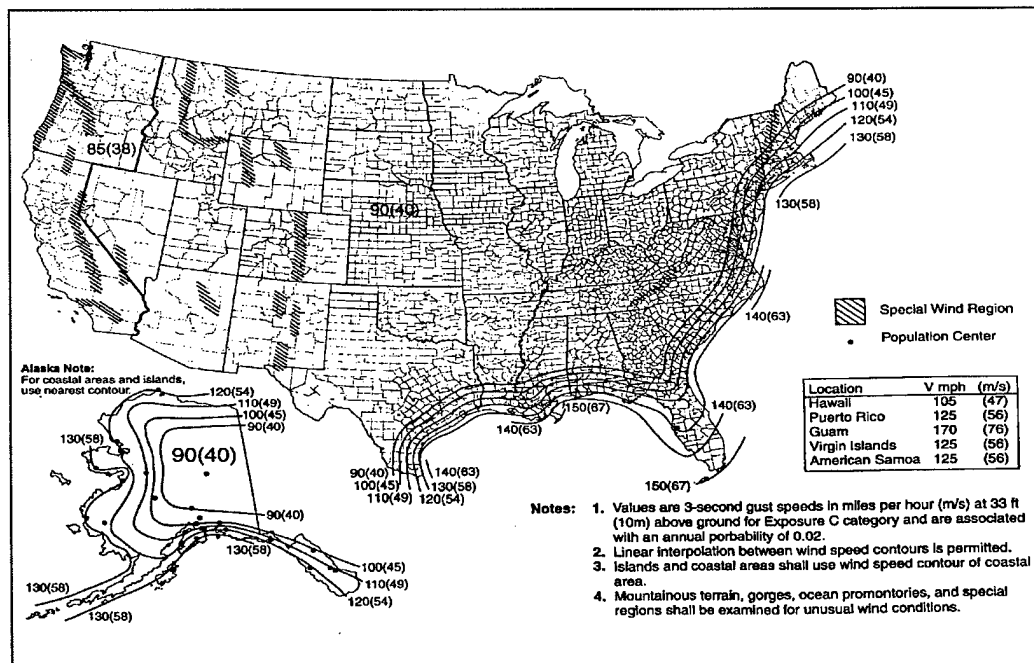 90(40)
100(45)
110(49)
120(54)
130(58)
85(38)
130(58)
90(40)
140(63)
Special Wind Region
Population Center
Alaska Note:
For coastal areas and islands,
use nearest contour.
120(54)
110(49)
100(45)
90(40)
130(58)
90(40)
90(40)
130(58)
100(45)
110(49)
120(54)
130(58)
130(58)
90(40)
100(45)
110(49)
140(63)
130(58)
120(54)
140(63)
150(67)
140(63)
150(67)
Location V mph (m/s)
Hawaii 105 (47)
Puerto Rico 125 (56)
Guam 170 (76)
Virgin Islands 125 (56)
American Samoa 125 (56)
Notes: 1. Values are 3-second gust speeds in miles per hour (m/s) at 33 ft
(10m) above ground for Exposure C category and are associated
with an annual porbability of 0.02.
2. Linear interpolation between wind speed contours is permitted.
3. Islands and coastal areas shall use wind speed contour of coastal
area.
4. Mountainous terrain, gorges, ocean promontories, and special
regions shall be examined for unusual wind conditions.